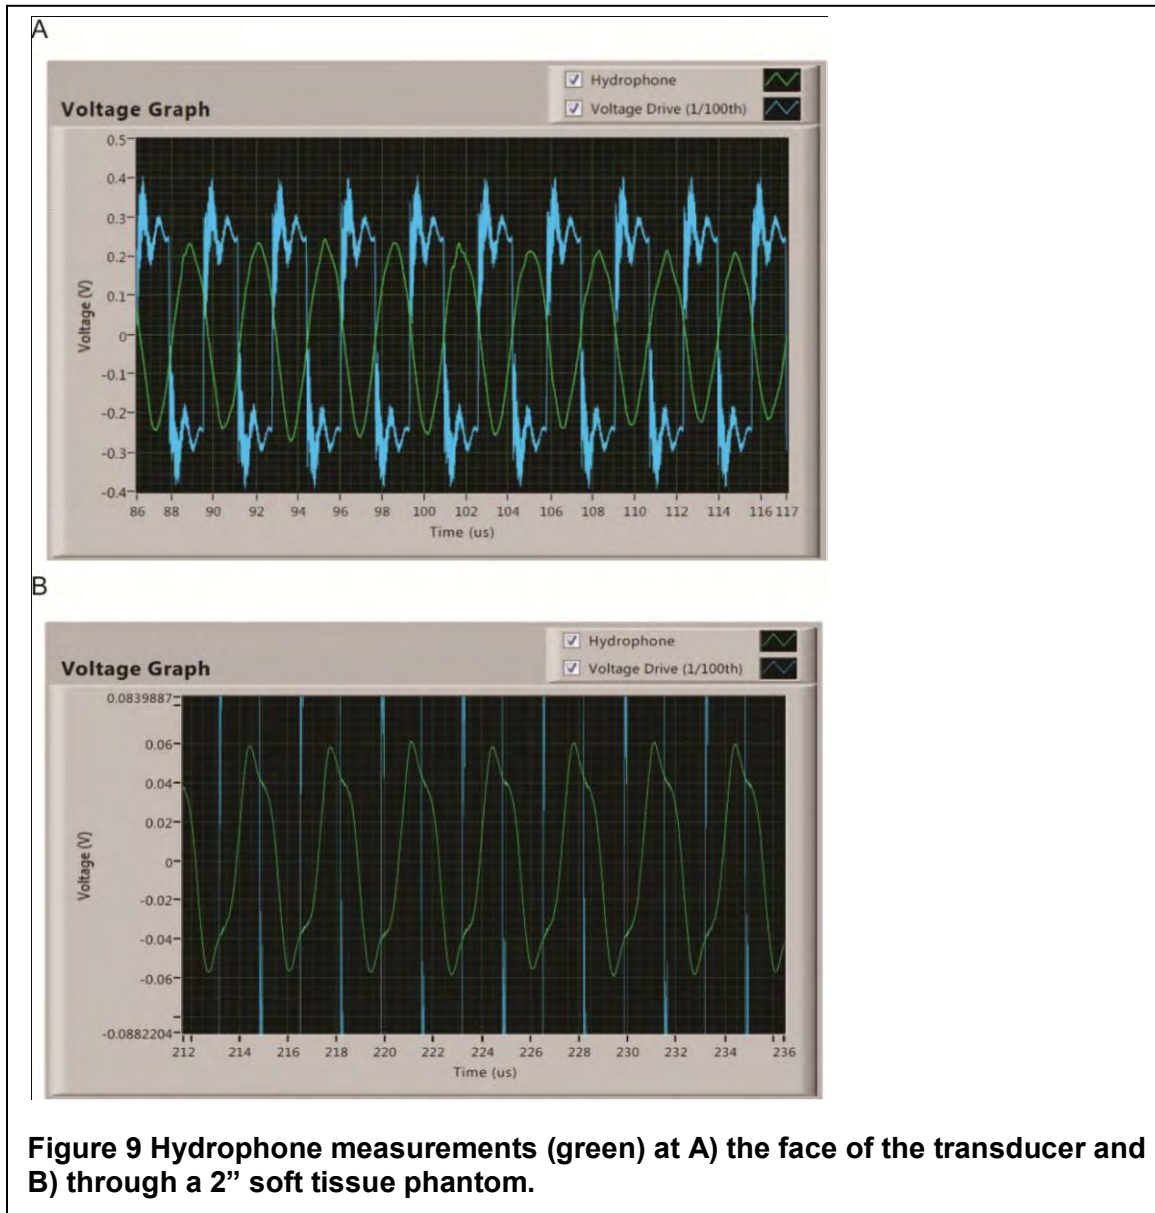 A
Hydrophone
Voltage Graph
Voltage Drive (1/100th)
0.5
0.4
0.3
0.2
0.1
0
-0.1
-0.2
-0.3
-0.4
Voltage (V)
86 88 90 92 94 96 98 100 102 104 106 108 110 112 114 116 117
Time (us)
B
Hydrophone
Voltage Graph
Voltage Drive (1/100th)
0.0839887
0.06
0.04
0.02
0
-0.02
-0.04
-0.06
-0.0882204
Voltage (V)
212 214 216 218 220 222 224 226 228 230 232 234 236
Time (us)
Figure 9 Hydrophone measurements (green) at A) the face of the transducer and
B) through a 2” soft tissue phantom.